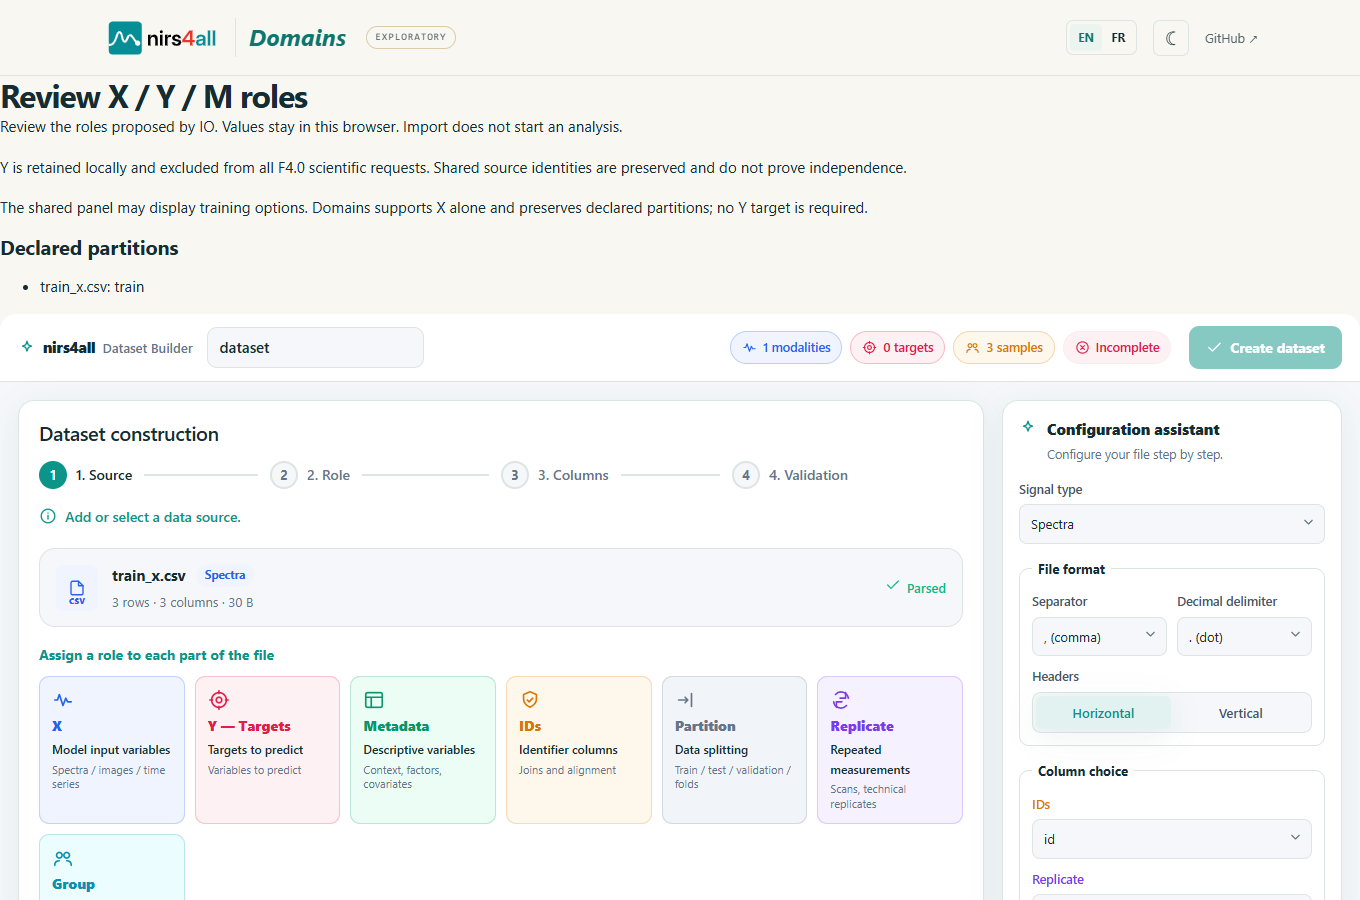 nirs4all
Domains
EXPLORATORY
EN FR
GitHub ↗
Review X / Y / M roles
Review the roles proposed by IO. Values stay in this browser. Import does not start an analysis.
Y is retained locally and excluded from all F4.0 scientific requests. Shared source identities are preserved and do not prove independence.
The shared panel may display training options. Domains supports X alone and preserves declared partitions; no Y target is required.
Declared partitions
• train_x.csv: train
nirs4all Dataset Builder
dataset
1 modalities
0 targets
3 samples
Incomplete
Create dataset
Dataset construction
1 1. Source
2 2. Role
3 3. Columns
4 4. Validation
Add or select a data source.
CSV
train_x.csv Spectra
3 rows · 3 columns · 30 B
Parsed
Assign a role to each part of the file
X
Model input variables
Spectra / images / time
series
Y — Targets
Targets to predict
Variables to predict
Metadata
Descriptive variables
Context, factors,
covariates
IDs
Identifier columns
Joins and alignment
Partition
Data splitting
Train / test / validation /
folds
Replicate
Repeated
measurements
Scans, technical
replicates
Group
Configuration assistant
Configure your file step by step.
Signal type
Spectra
File format
Separator
, (comma)
Decimal delimiter
. (dot)
Headers
Horizontal
Vertical
Column choice
IDs
id
Replicate